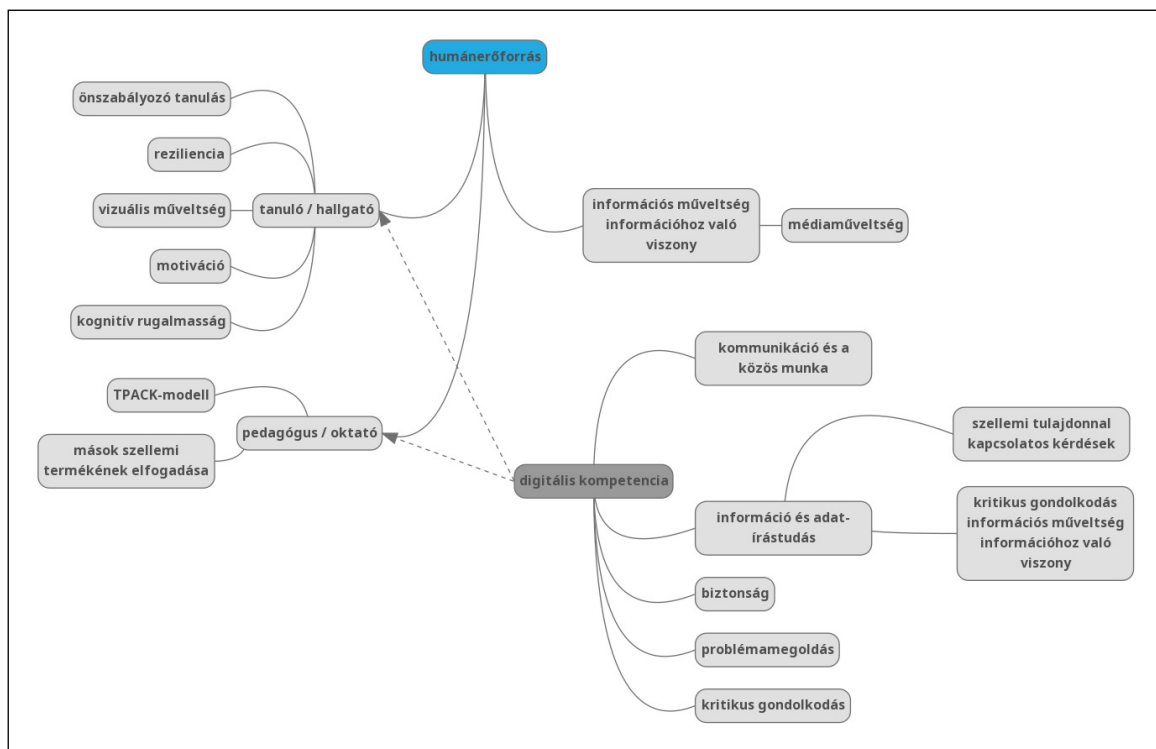 humánerőforrás
önszabályozó tanulás
reziliencia
vizuális műveltség
motiváció
kognitív rugalmasság
tanuló / hallgató
információs műveltség
információhoz való
viszony
médiaműveltség
TPACK-modell
mások szellemi
termékének elfogadása
pedagógus / oktató
digitális kompetencia
kommunikáció és a
közös munka
információ és adat-
írástudás
szellemi tulajdonnal
kapcsolatos kérdések
kritikus gondolkodás
információs műveltség
információhoz való
viszony
biztonság
problémamegoldás
kritikus gondolkodás